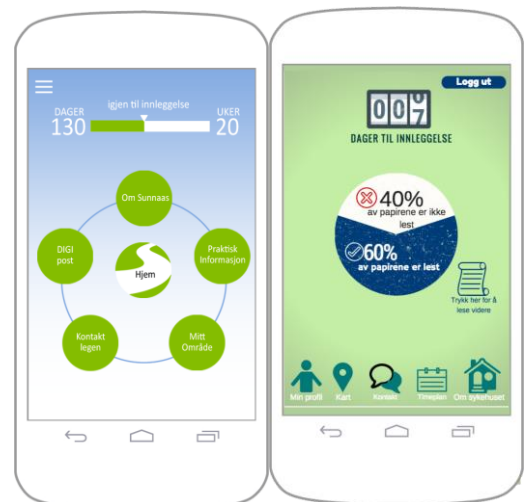 igjen til innleggelse
DAGER
130
UKER
20
Om Sunnaas
DIGI
post
Praktisk
Informasjon
Hjem
Kontakt
legen
Mitt
Område
Logg ut
DAGER TIL INNLEGGELSE
40%
av papirene er ikke
lest
60%
av papirene er lest
Trykk her for å
lese videre
Min profil
Kart
Kontakt
Timeplan
Om sykehuset